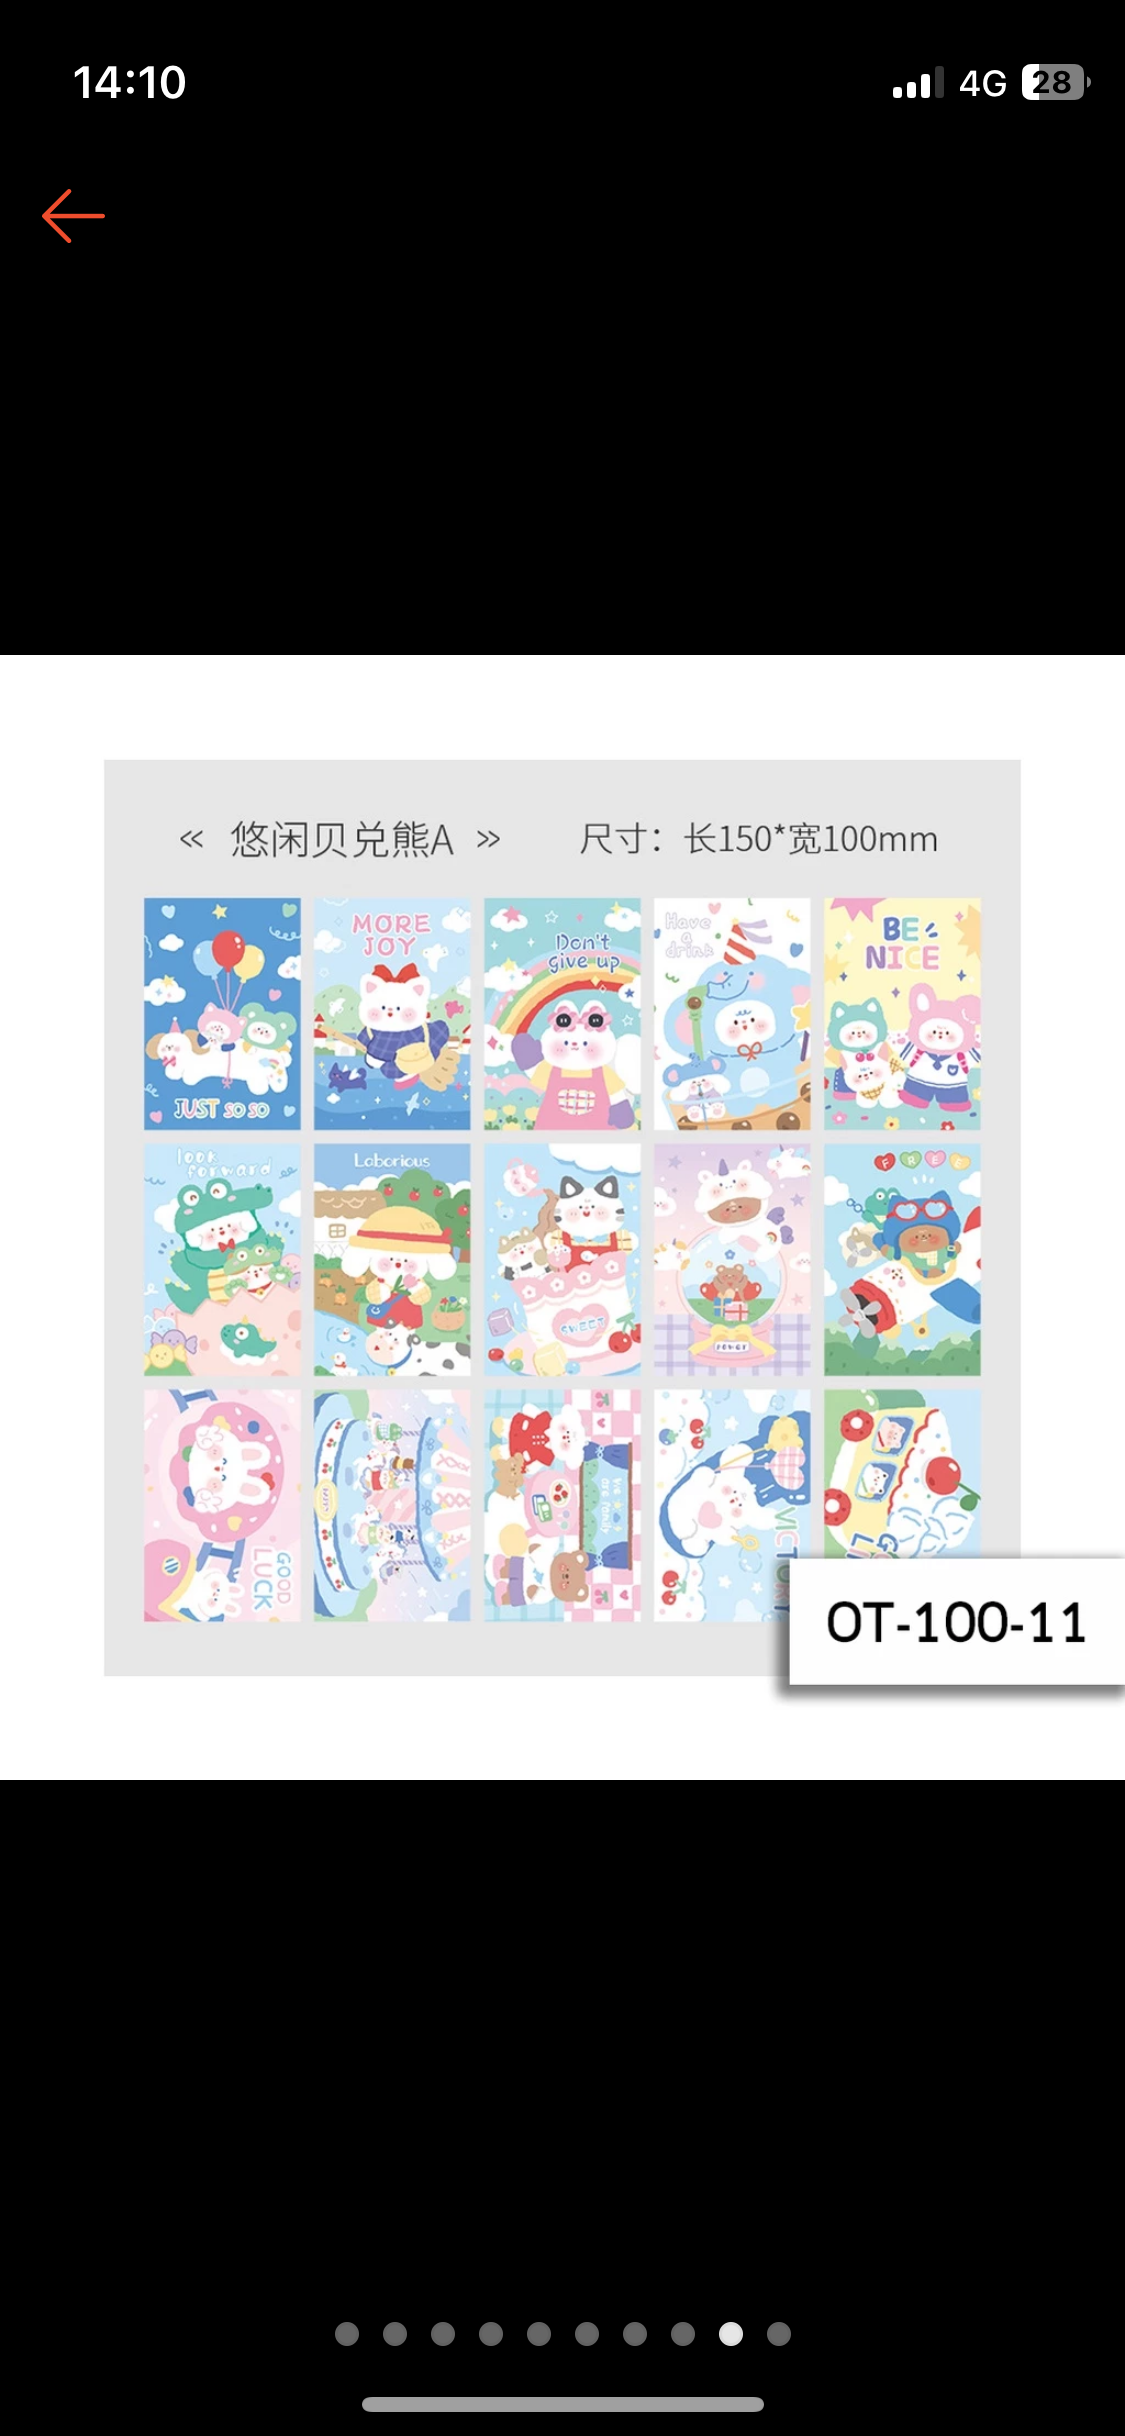 14:10
4G 28
« 悠闲贝兑熊A » 尺寸：长150*宽100mm
JUST SO SO
MORE
JOY
Don't
give up
Have
a
drink
BE
NICE
look
forward
Laborious
SWEET
POWER
FREE
GOOD
LUCK
We
are family
OT-100-11